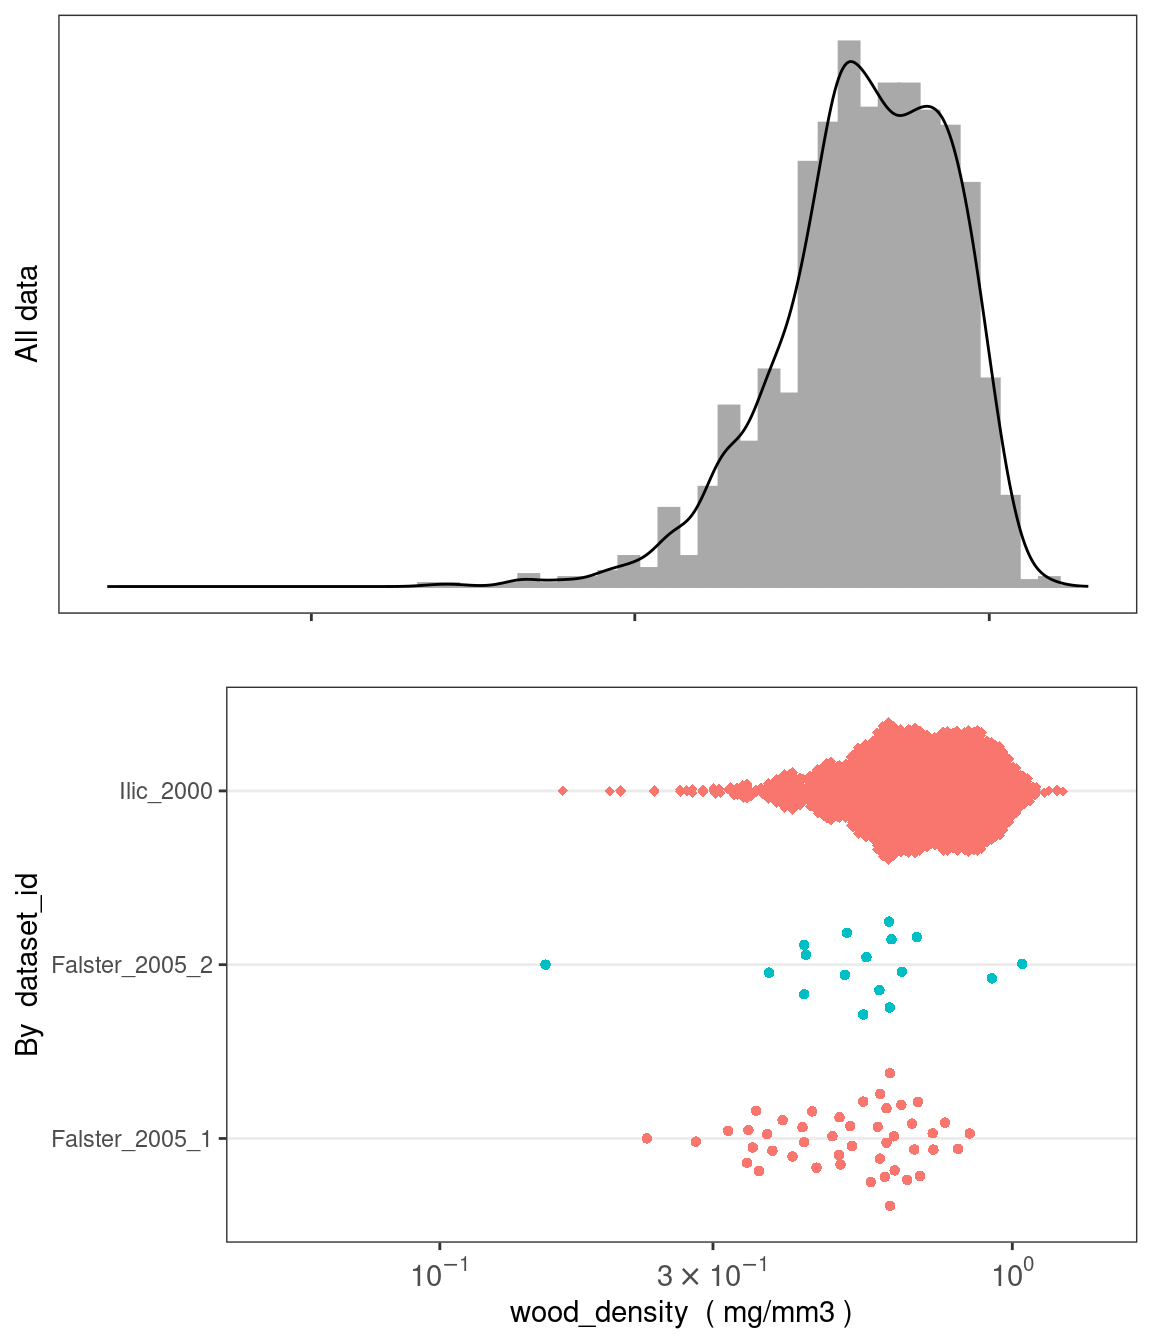 All data
By dataset_id
Ilic_2000
Falster_2005_2
Falster_2005_1
10⁻¹ 3 × 10⁻¹ 10⁰
wood_density ( mg/mm3 )